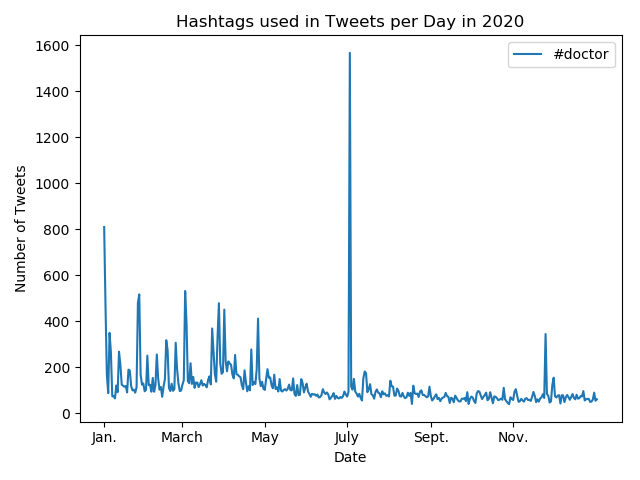 Hashtags used in Tweets per Day in 2020
#doctor
Number of Tweets
1600
1400
1200
1000
800
600
400
200
0
Jan. March May July Sept. Nov.
Date